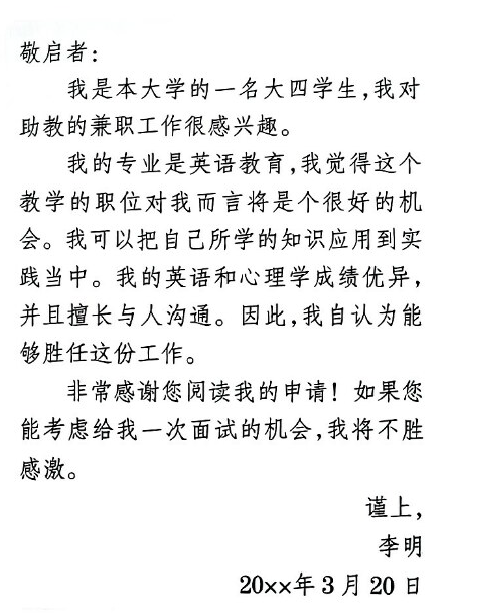 敬启者:
我是本大学的一名大四学生,我对
助教的兼职工作很感兴趣。
我的专业是英语教育,我觉得这个
教学的职位对我而言将是个很好的机
会。我可以把自己所学的知识应用到实
践当中。我的英语和心理学成绩优异,
并且擅长与人沟通。因此,我自认为能
够胜任这份工作。
非常感谢您阅读我的申请！如果您
能考虑给我一次面试的机会,我将不胜
感激。
谨上,
李明
20××年3月20日